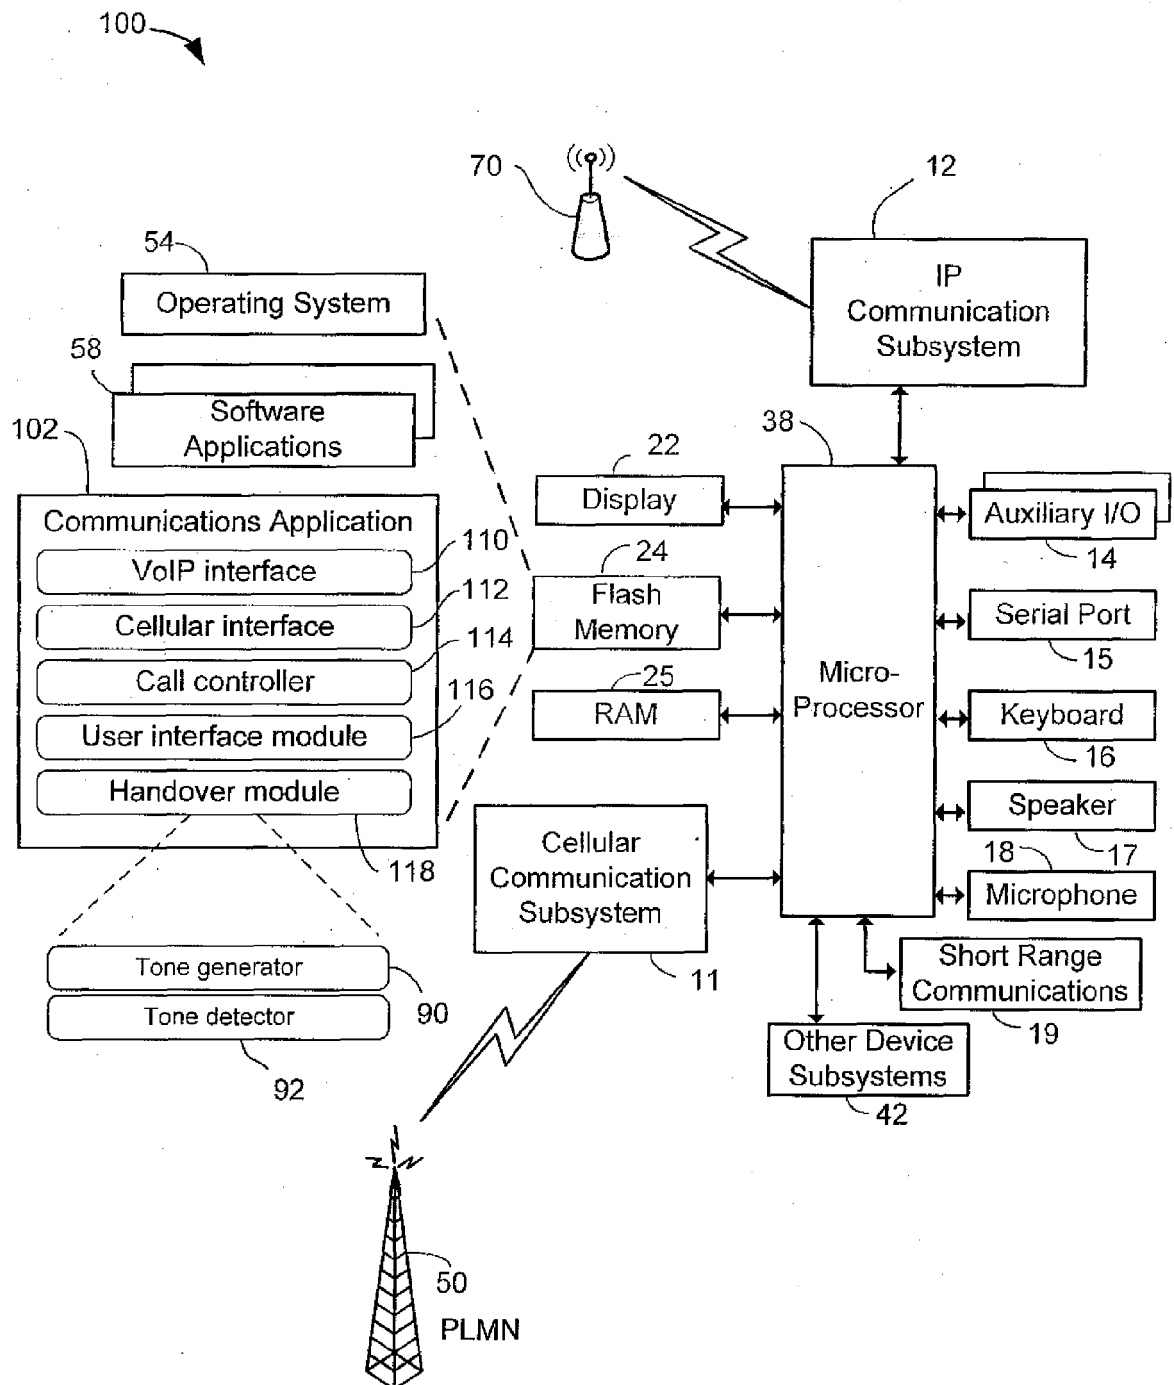 100
70
12
IP
Communication
Subsystem
54
Operating System
58
Software
Applications
102
Communications Application
VoIP interface
110
Cellular interface
112
Call controller
114
User interface module
116
Handover module
118
Tone generator
90
Tone detector
92
22
Display
24
Flash
Memory
25
RAM
38
Micro-
Processor
Auxiliary I/O
14
Serial Port
15
Keyboard
16
Speaker
17
18
Microphone
Cellular
Communication
Subsystem
11
Short Range
Communications
19
Other Device
Subsystems
42
50
PLMN